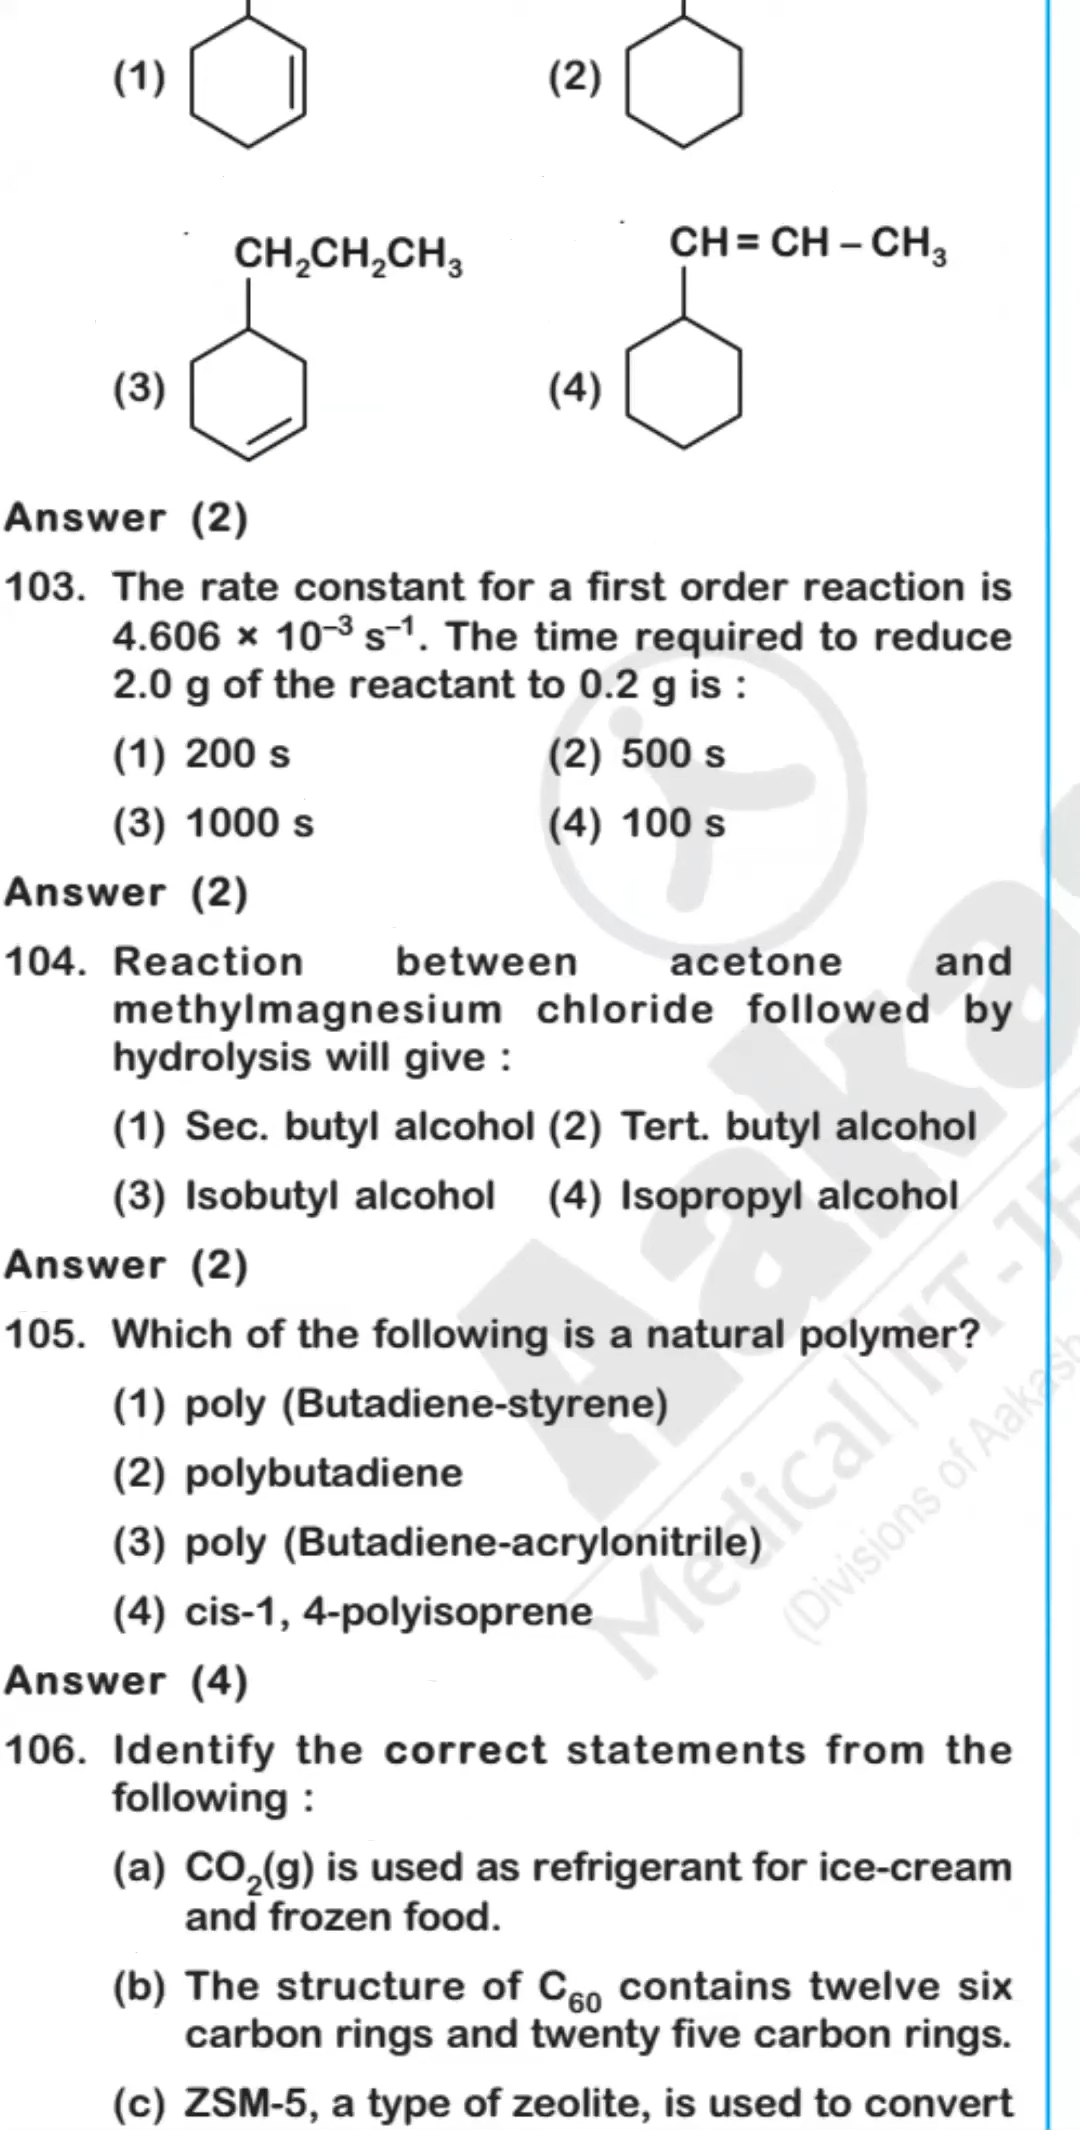 (1)
(2)
CH₂CH₂CH₃
CH = CH – CH₃
(3)
(4)
Answer (2)
103. The rate constant for a first order reaction is
4.606 × 10⁻³ s⁻¹. The time required to reduce
2.0 g of the reactant to 0.2 g is :
(1) 200 s (2) 500 s
(3) 1000 s (4) 100 s
Answer (2)
104. Reaction between acetone and
methylmagnesium chloride followed by
hydrolysis will give :
(1) Sec. butyl alcohol (2) Tert. butyl alcohol
(3) Isobutyl alcohol (4) Isopropyl alcohol
Answer (2)
105. Which of the following is a natural polymer?
(1) poly (Butadiene-styrene)
(2) polybutadiene
(3) poly (Butadiene-acrylonitrile)
(4) cis-1, 4-polyisoprene
Answer (4)
106. Identify the correct statements from the
following :
(a) CO₂(g) is used as refrigerant for ice-cream
and frozen food.
(b) The structure of C₆₀ contains twelve six
carbon rings and twenty five carbon rings.
(c) ZSM-5, a type of zeolite, is used to convert
Medical | IIT-JE
(Divisions of Aakash